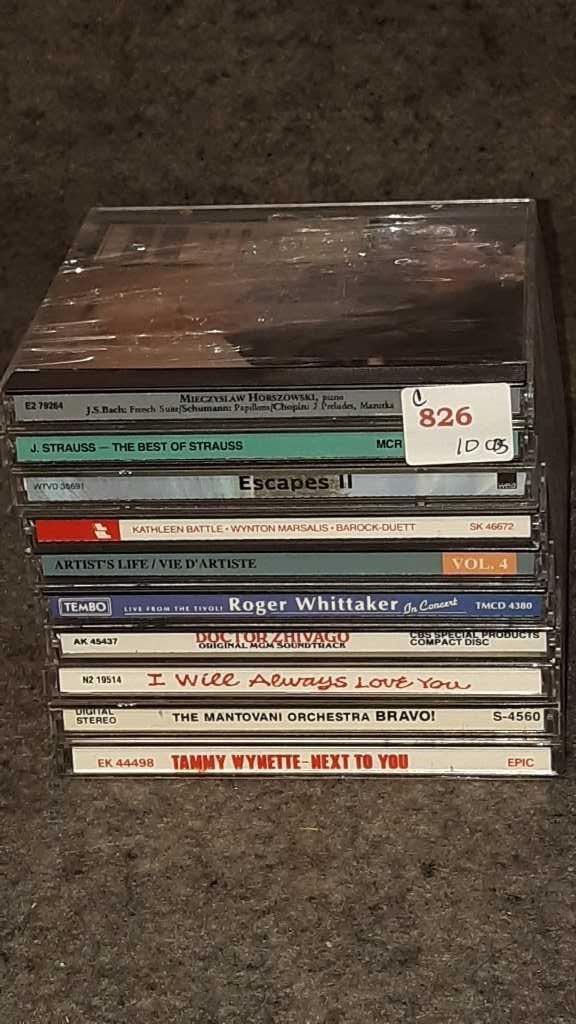 E2 79264 MIECZYSLAW HORSZOWSKI, piano
J.S.Bach: French Suite/Schumann: Papillons/Chopin: 2 Preludes, Mazurka
C
826
10 CDS
J. STRAUSS – THE BEST OF STRAUSS MCR
WTVD 36691 Escapes II
KATHLEEN BATTLE • WYNTON MARSALIS • BAROCK-DUETT SK 46672
ARTIST'S LIFE / VIE D'ARTISTE VOL. 4
TEMBO LIVE FROM THE TIVOLI Roger Whittaker In Concert TMCD 4380
AK 45437 DOCTOR ZHIVAGO CBS SPECIAL PRODUCTS
ORIGINAL MGM SOUNDTRACK COMPACT DISC
N2 19514 I Will Always Love You
DIGITAL
STEREO THE MANTOVANI ORCHESTRA BRAVO! S-4560
EK 44498 TAMMY WYNETTE–NEXT TO YOU EPIC